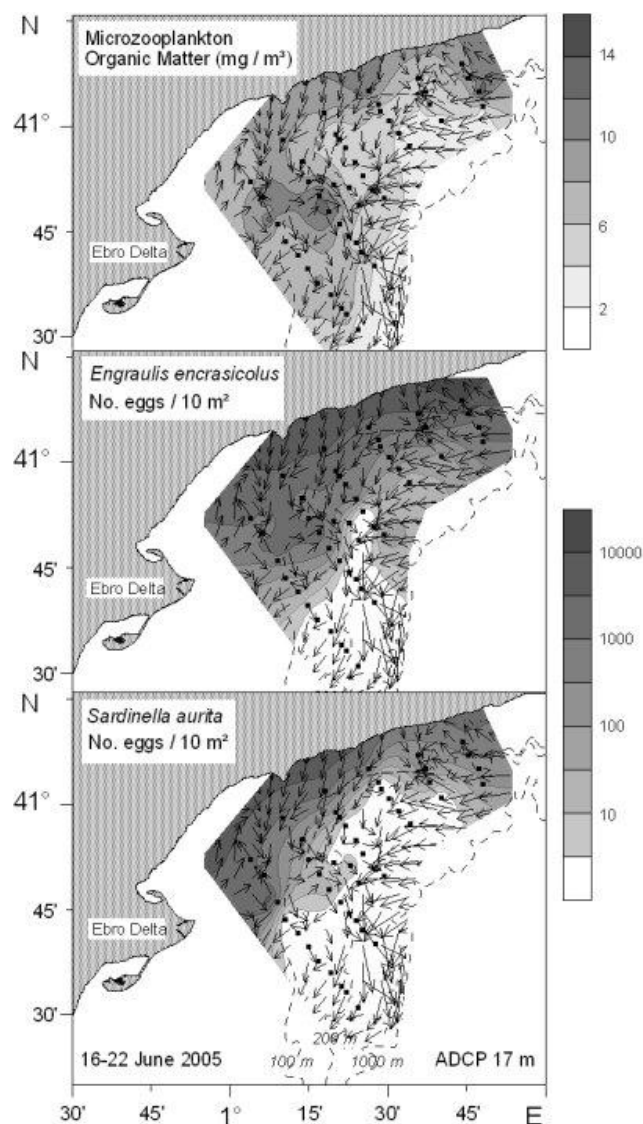 N
Microzooplankton
Organic Matter (mg / m³)
41°
45'
30'
Ebro Delta
14
10
6
2
N
Engraulis encrasicolus
No. eggs / 10 m²
41°
45'
30'
Ebro Delta
10000
1000
100
10
N
Sardinella aurita
No. eggs / 10 m²
41°
45'
30'
Ebro Delta
200 m
16-22 June 2005 100 m 1000 m ADCP 17 m
30' 45' 1° 15' 30' 45' E